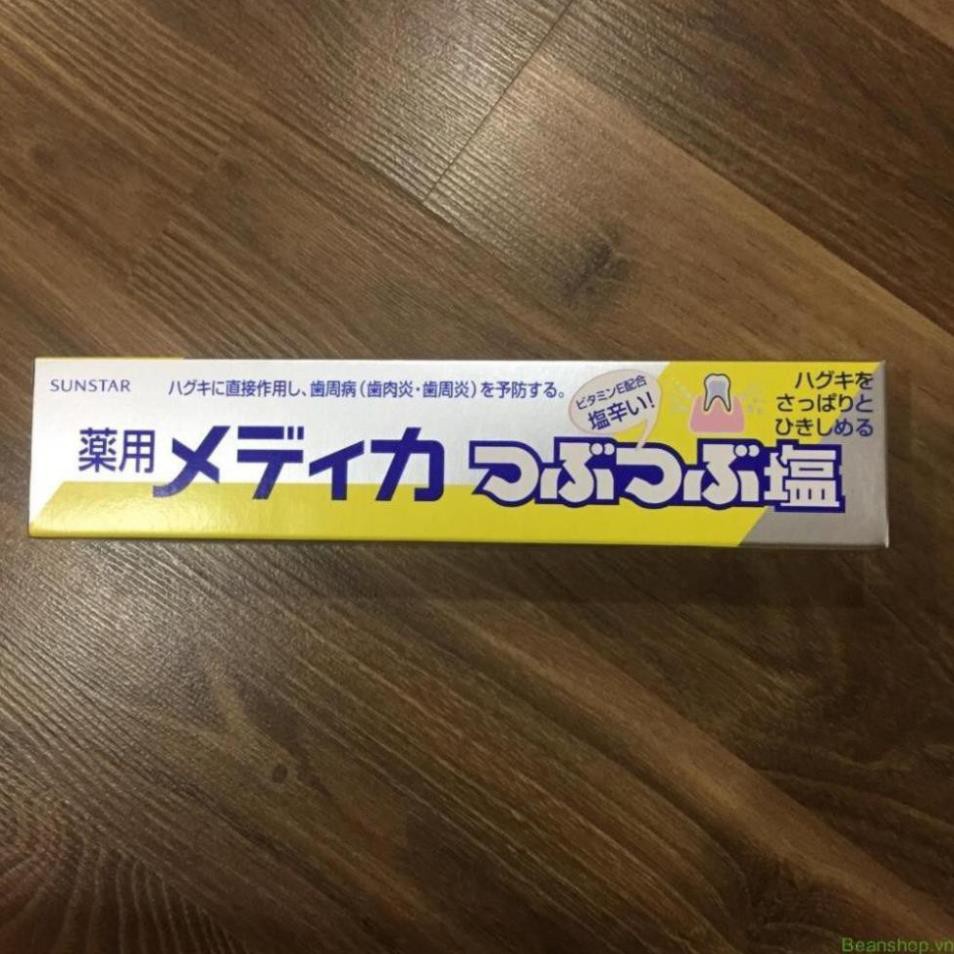 SUNSTAR
ハグキに直接作用し、歯周病（歯肉炎・歯周炎）を予防する。
ビタミンE配合
塩辛い!
ハグキを
さっぱりと
ひきしめる
薬用 メディカ つぶつぶ塩
Beanshop.vn